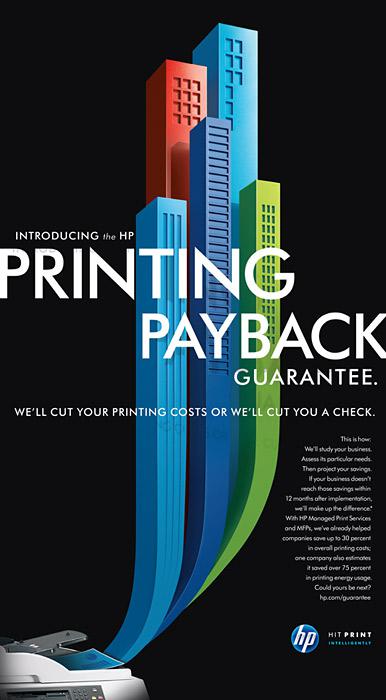 INTRODUCING the HP
PRINTING
PAYBACK
GUARANTEE.
WE'LL CUT YOUR PRINTING COSTS OR WE'LL CUT YOU A CHECK.
This is how:
We'll study your business.
Assess its particular needs.
Then project your savings.
If your business doesn't
reach those savings within
12 months after implementation,
we'll make up the difference.*
With HP Managed Print Services
and MFPs, we've already helped
companies save up to 30 percent
in overall printing costs;
one company also estimates
it saved over 75 percent
in printing energy usage.
Could yours be next?
hp.com/guarantee
hp HIT PRINT
INTELLIGENTLY